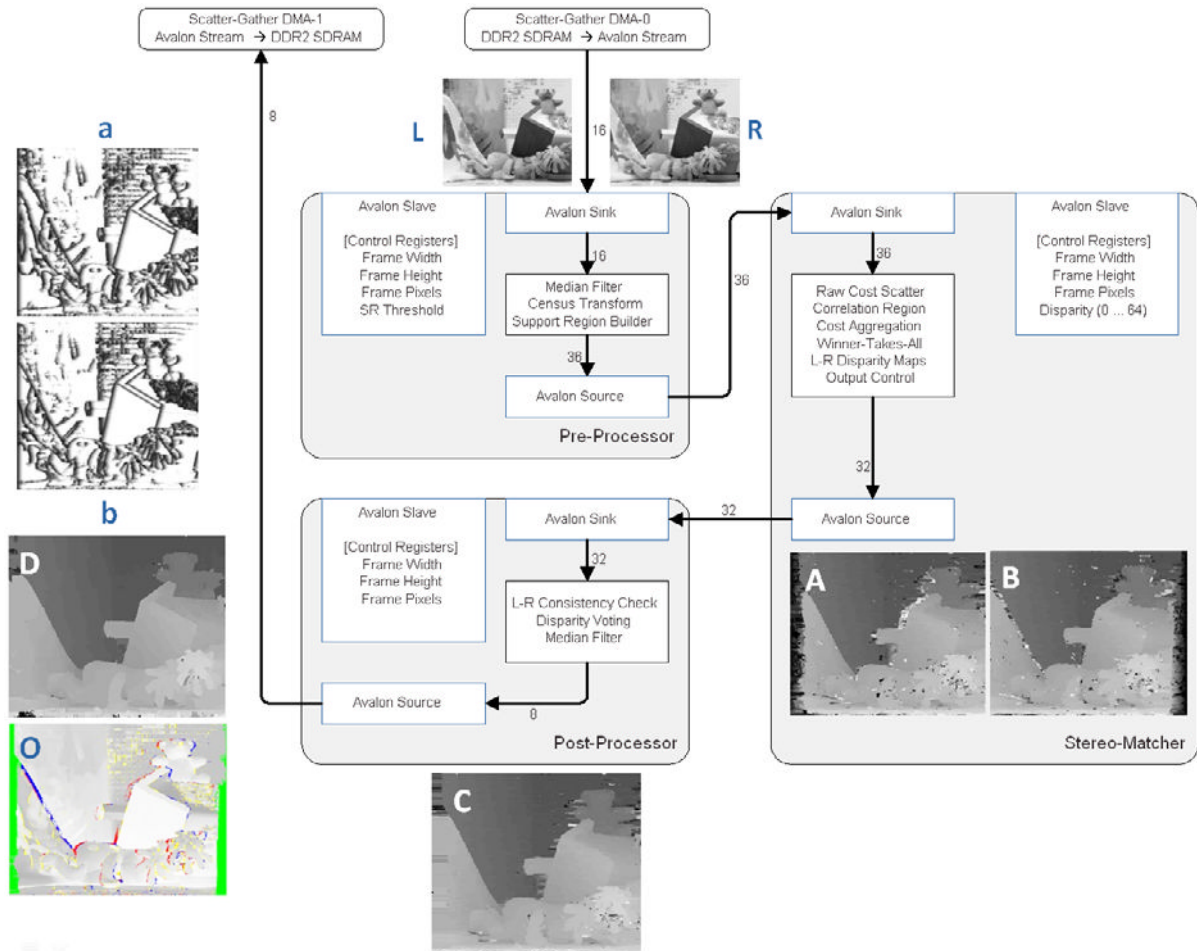 Scatter-Gather DMA-1
Avalon Stream → DDR2 SDRAM
Scatter-Gather DMA-0
DDR2 SDRAM → Avalon Stream
8
16
L
R
a
b
Avalon Slave
[Control Registers]
Frame Width
Frame Height
Frame Pixels
SR Threshold
Avalon Sink
16
Median Filter
Census Transform
Support Region Builder
36
Avalon Source
Pre-Processor
36
Avalon Sink
36
Raw Cost Scatter
Correlation Region
Cost Aggregation
Winner-Takes-All
L-R Disparity Maps
Output Control
32
Avalon Source
Avalon Slave
[Control Registers]
Frame Width
Frame Height
Frame Pixels
Disparity (0 ... 64)
A
B
Stereo-Matcher
32
Avalon Slave
[Control Registers]
Frame Width
Frame Height
Frame Pixels
Avalon Sink
32
L-R Consistency Check
Disparity Voting
Median Filter
8
Avalon Source
Post-Processor
D
O
C